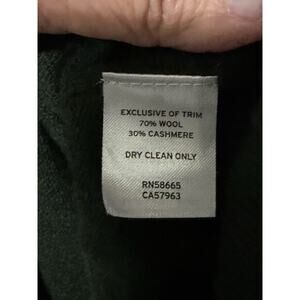 EXCLUSIVE OF TRIM
70% WOOL
30% CASHMERE
DRY CLEAN ONLY
RN58665
CA57963